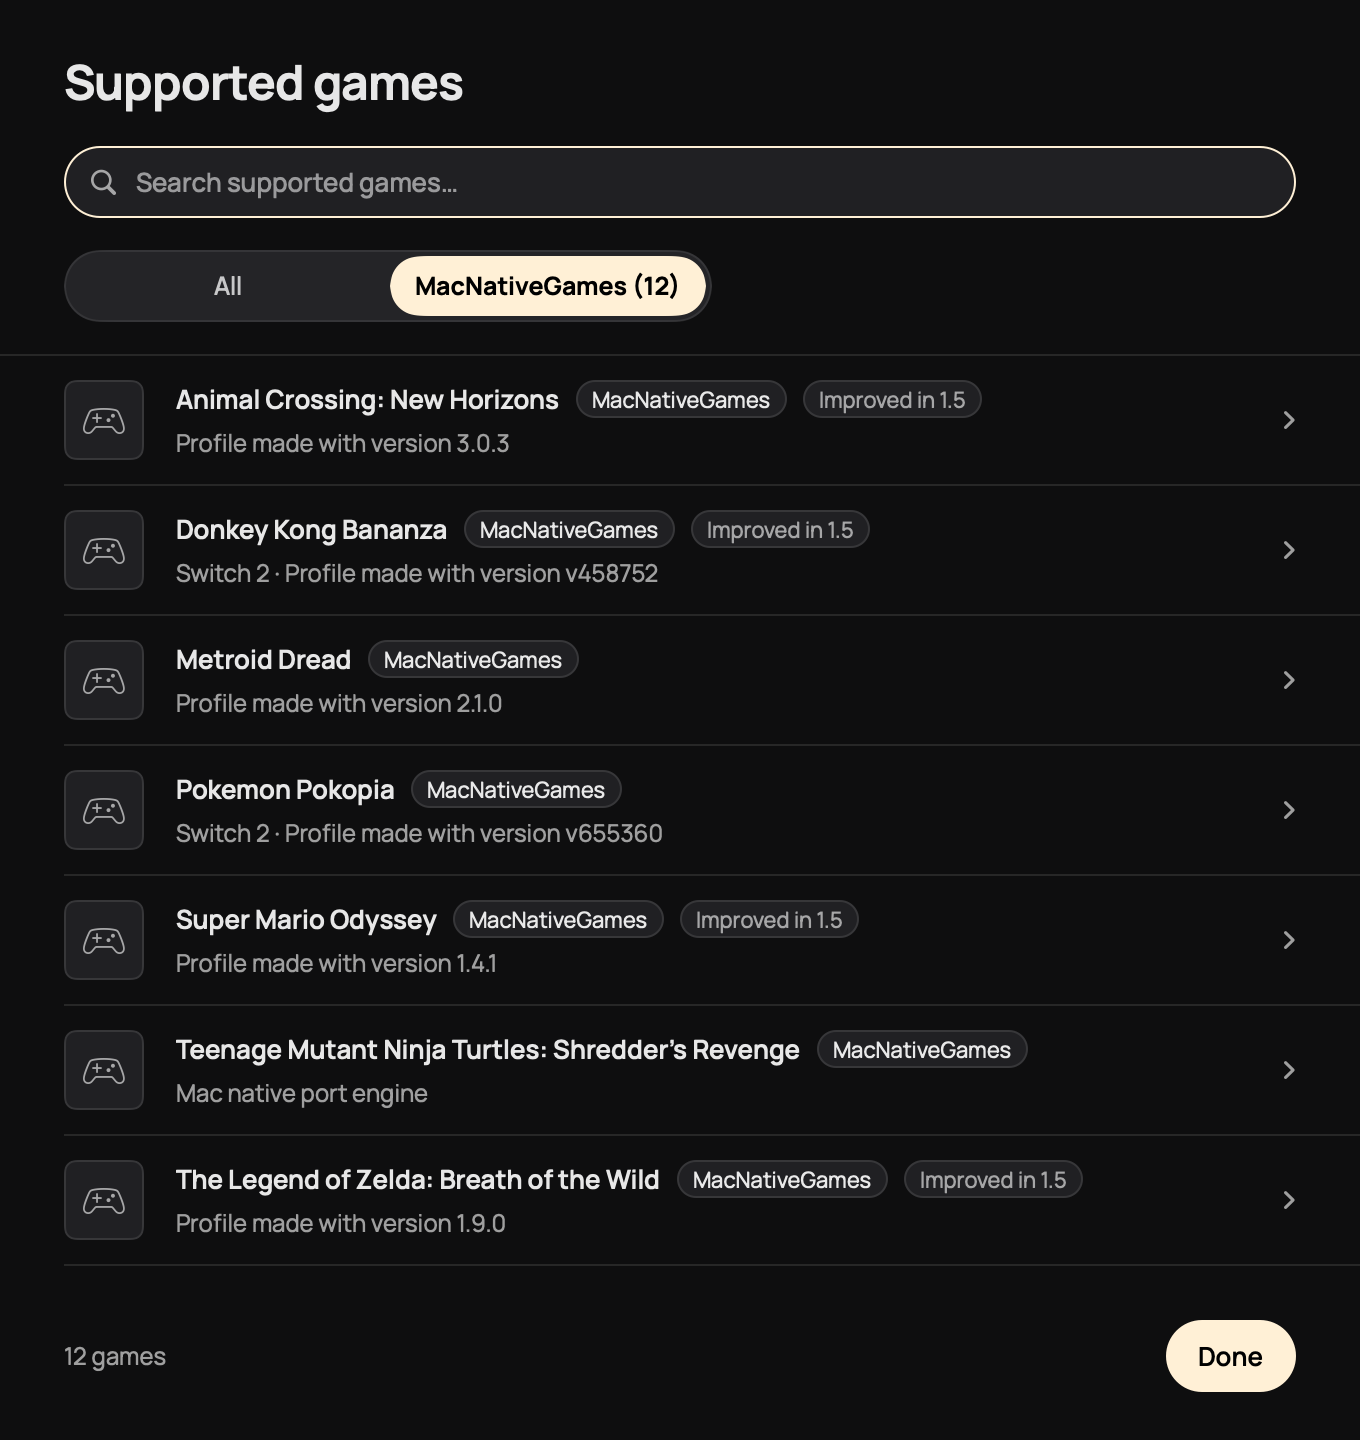 Supported games
Search supported games...
All
MacNativeGames (12)
Animal Crossing: New Horizons MacNativeGames Improved in 1.5
Profile made with version 3.0.3
Donkey Kong Bananza MacNativeGames Improved in 1.5
Switch 2 · Profile made with version v458752
Metroid Dread MacNativeGames
Profile made with version 2.1.0
Pokemon Pokopia MacNativeGames
Switch 2 · Profile made with version v655360
Super Mario Odyssey MacNativeGames Improved in 1.5
Profile made with version 1.4.1
Teenage Mutant Ninja Turtles: Shredder's Revenge MacNativeGames
Mac native port engine
The Legend of Zelda: Breath of the Wild MacNativeGames Improved in 1.5
Profile made with version 1.9.0
12 games
Done